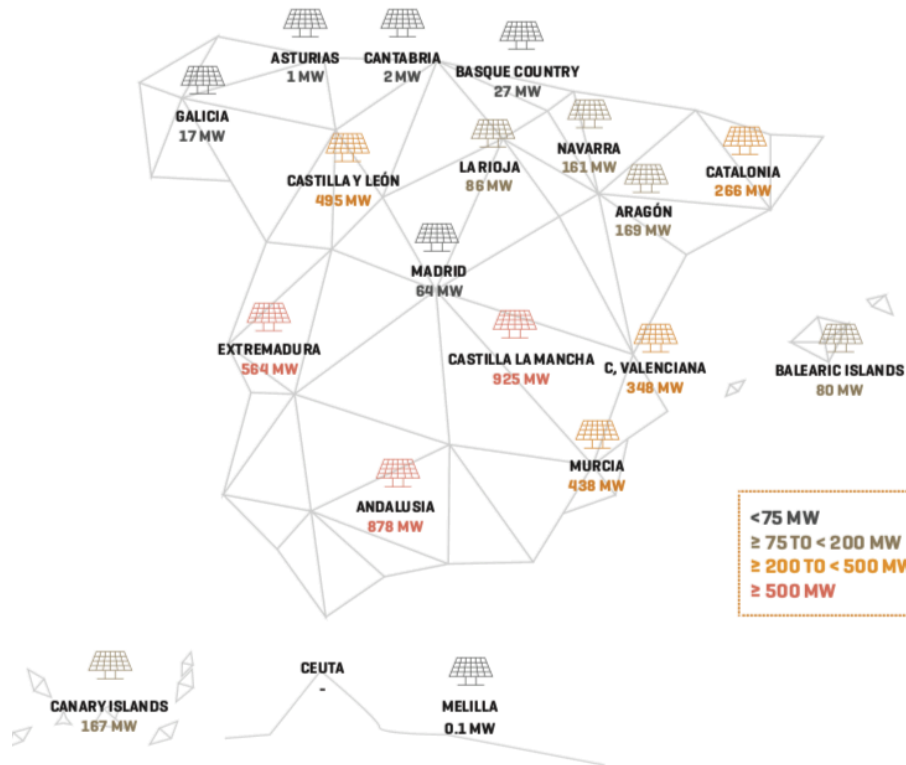 ASTURIAS
1 MW
CANTABRIA
2 MW
BASQUE COUNTRY
27 MW
GALICIA
17 MW
CASTILLA Y LEÓN
495 MW
LA RIOJA
86 MW
NAVARRA
161 MW
CATALONIA
266 MW
ARAGÓN
169 MW
MADRID
64 MW
EXTREMADURA
564 MW
CASTILLA LA MANCHA
925 MW
C, VALENCIANA
348 MW
BALEARIC ISLANDS
80 MW
MURCIA
438 MW
ANDALUSIA
878 MW
<75 MW
≥ 75 TO < 200 MW
≥ 200 TO < 500 MW
≥ 500 MW
CANARY ISLANDS
167 MW
CEUTA
-
MELILLA
0.1 MW